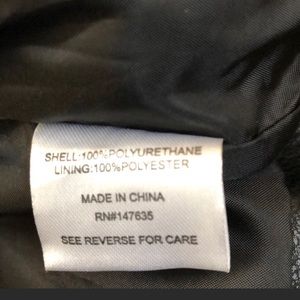 SHELL:100%POLYURETHANE
LINING:100%POLYESTER
MADE IN CHINA
RN#147635
SEE REVERSE FOR CARE